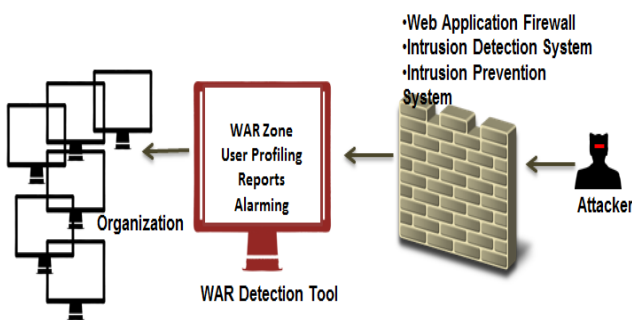 •Web Application Firewall
•Intrusion Detection System
•Intrusion Prevention
System
WAR Zone
User Profiling
Reports
Alarming
Organization
Attacker
WAR Detection Tool